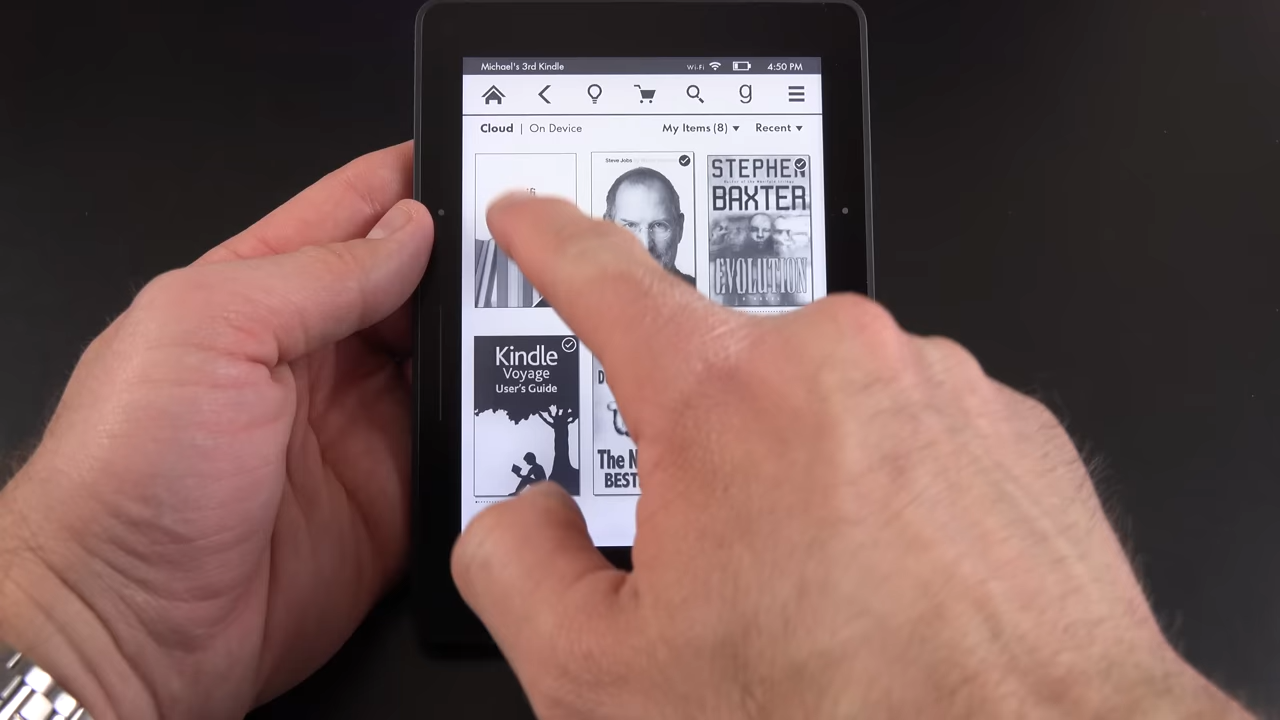 Michael's 3rd Kindle Wi-Fi 4:50 PM
g
Cloud | On Device My Items (8) Recent
Steve Jobs
STEPHEN
BAXTER
EVOLUTION
Kindle
Voyage
User's Guide
The
BEST